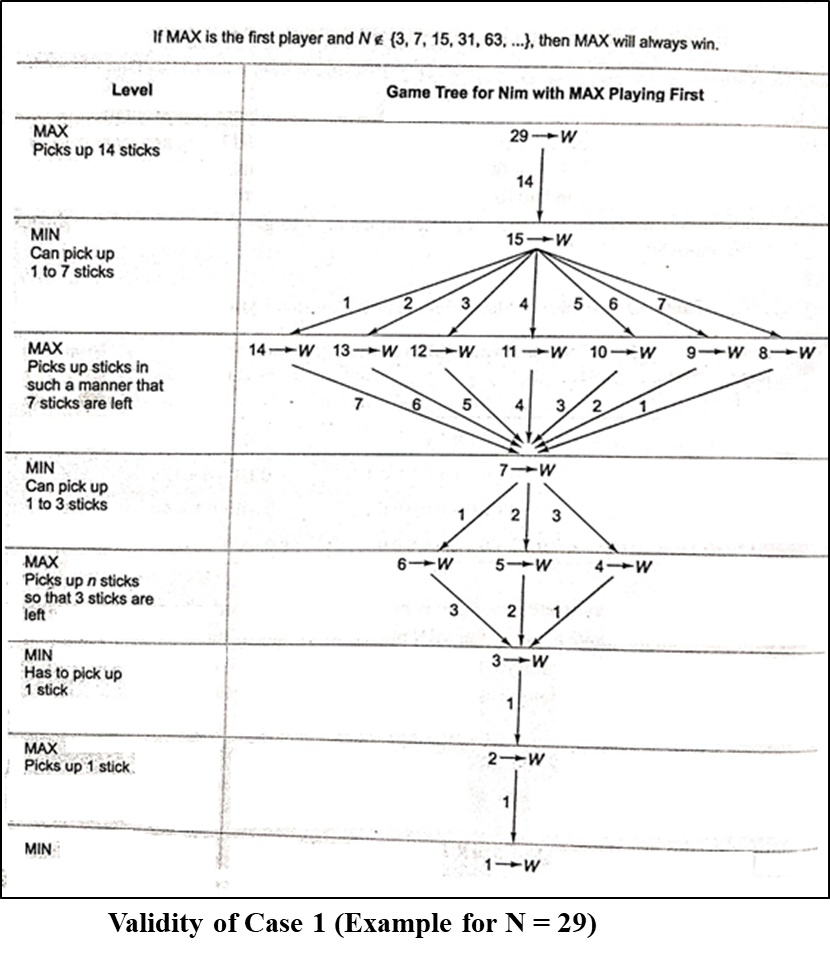 If MAX is the first player and N ∉ {3, 7, 15, 31, 63, ...}, then MAX will always win.
Level
Game Tree for Nim with MAX Playing First
MAX
Picks up 14 sticks
29 → W
14
MIN
Can pick up
1 to 7 sticks
15 → W
1 2 3 4 5 6 7
MAX
Picks up sticks in
such a manner that
7 sticks are left
14 → W 13 → W 12 → W 11 → W 10 → W 9 → W 8 → W
7 6 5 4 3 2 1
MIN
Can pick up
1 to 3 sticks
7 → W
1 2 3
MAX
Picks up n sticks
so that 3 sticks are
left
6 → W 5 → W 4 → W
3 2 1
MIN
Has to pick up
1 stick
3 → W
1
MAX
Picks up 1 stick.
2 → W
1
MIN
1 → W
Validity of Case 1 (Example for N = 29)